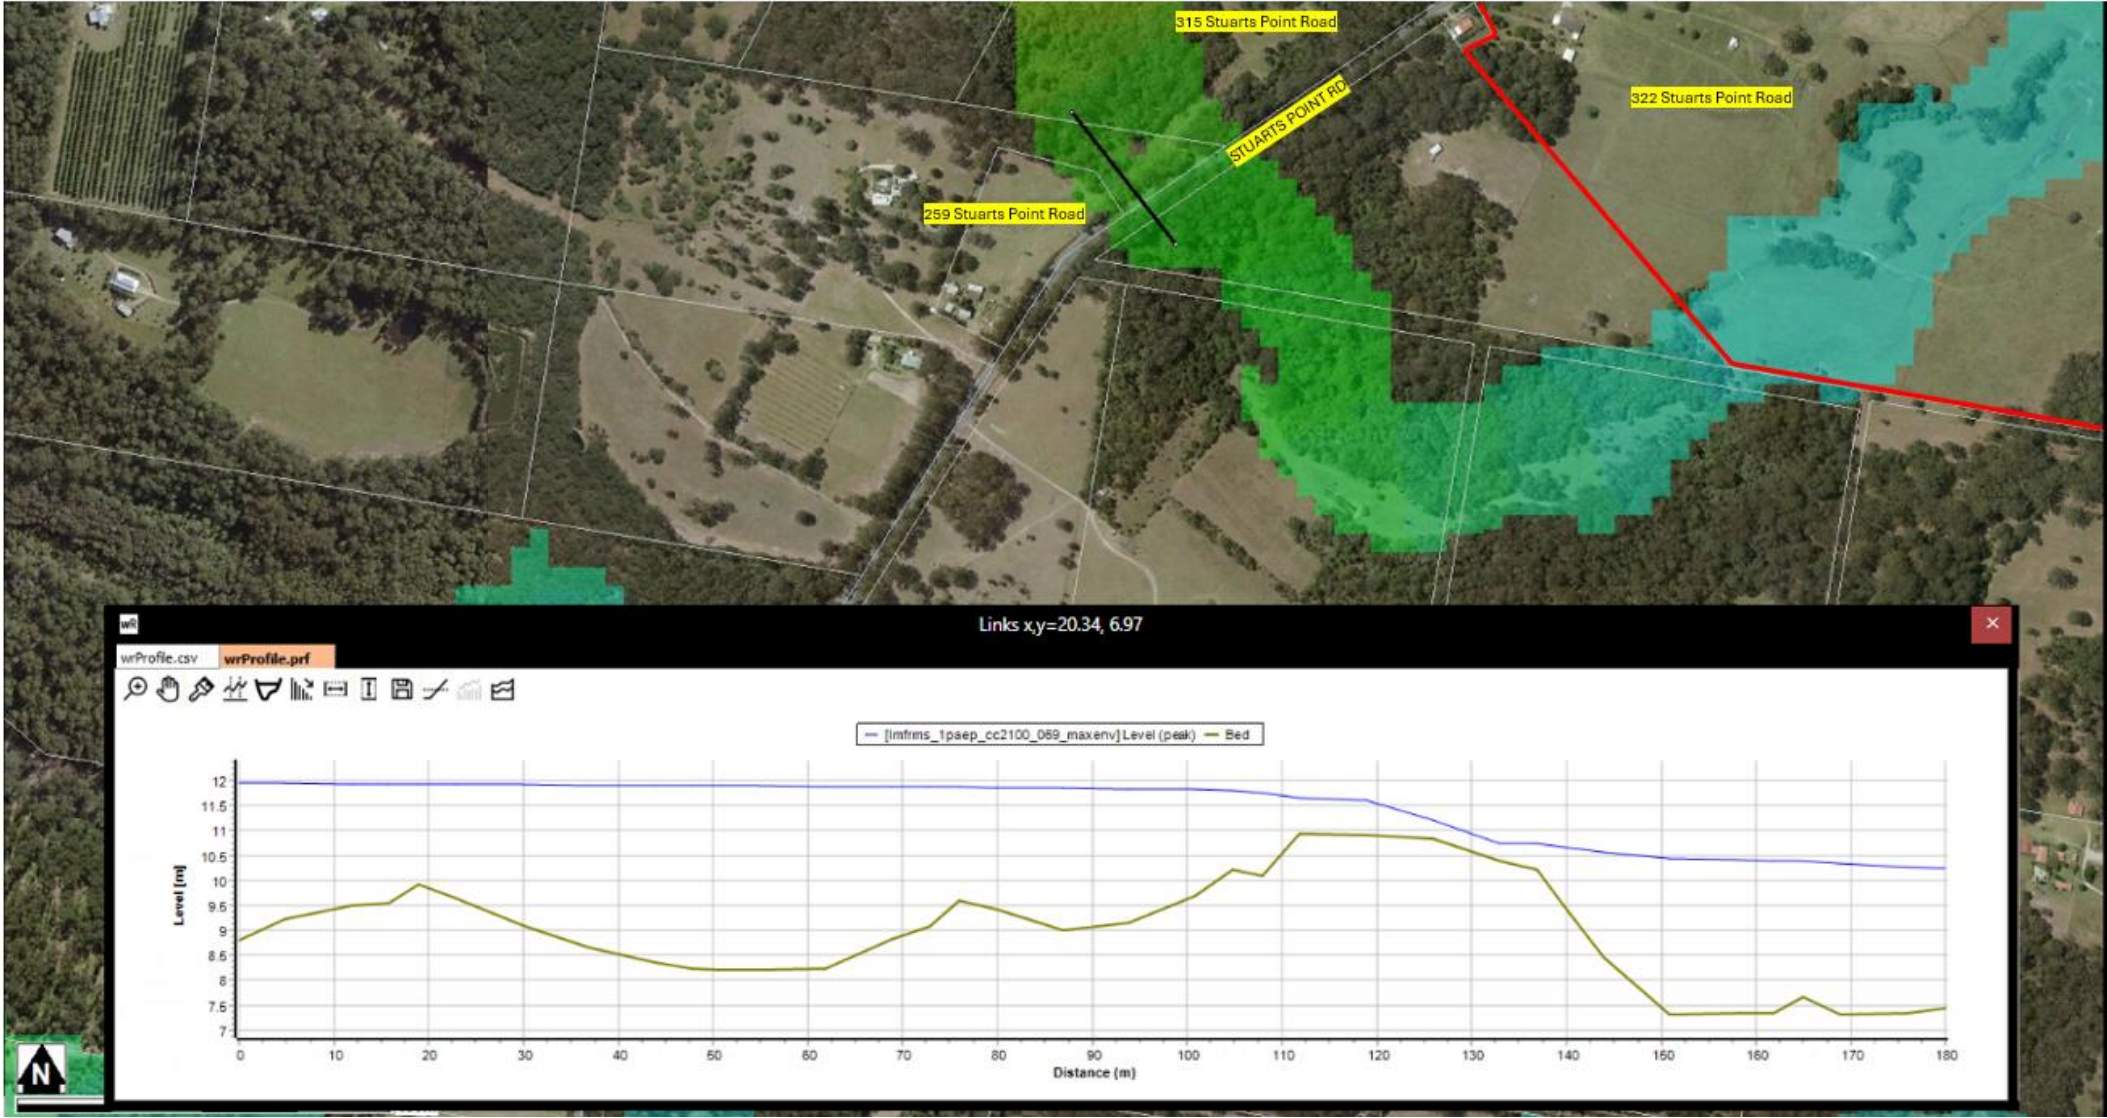 315 Stuarts Point Road
322 Stuarts Point Road
STUARTS POINT RD
259 Stuarts Point Road
wR
Links x,y=20.34, 6.97
wrProfile.csv
wrProfile.prf
[lmfrms_1paep_cc2100_069_maxenv] Level (peak)
Bed
12
11.5
11
10.5
10
9.5
9
8.5
8
7.5
7
Level [m]
0 10 20 30 40 50 60 70 80 90 100 110 120 130 140 150 160 170 180
Distance (m)
N